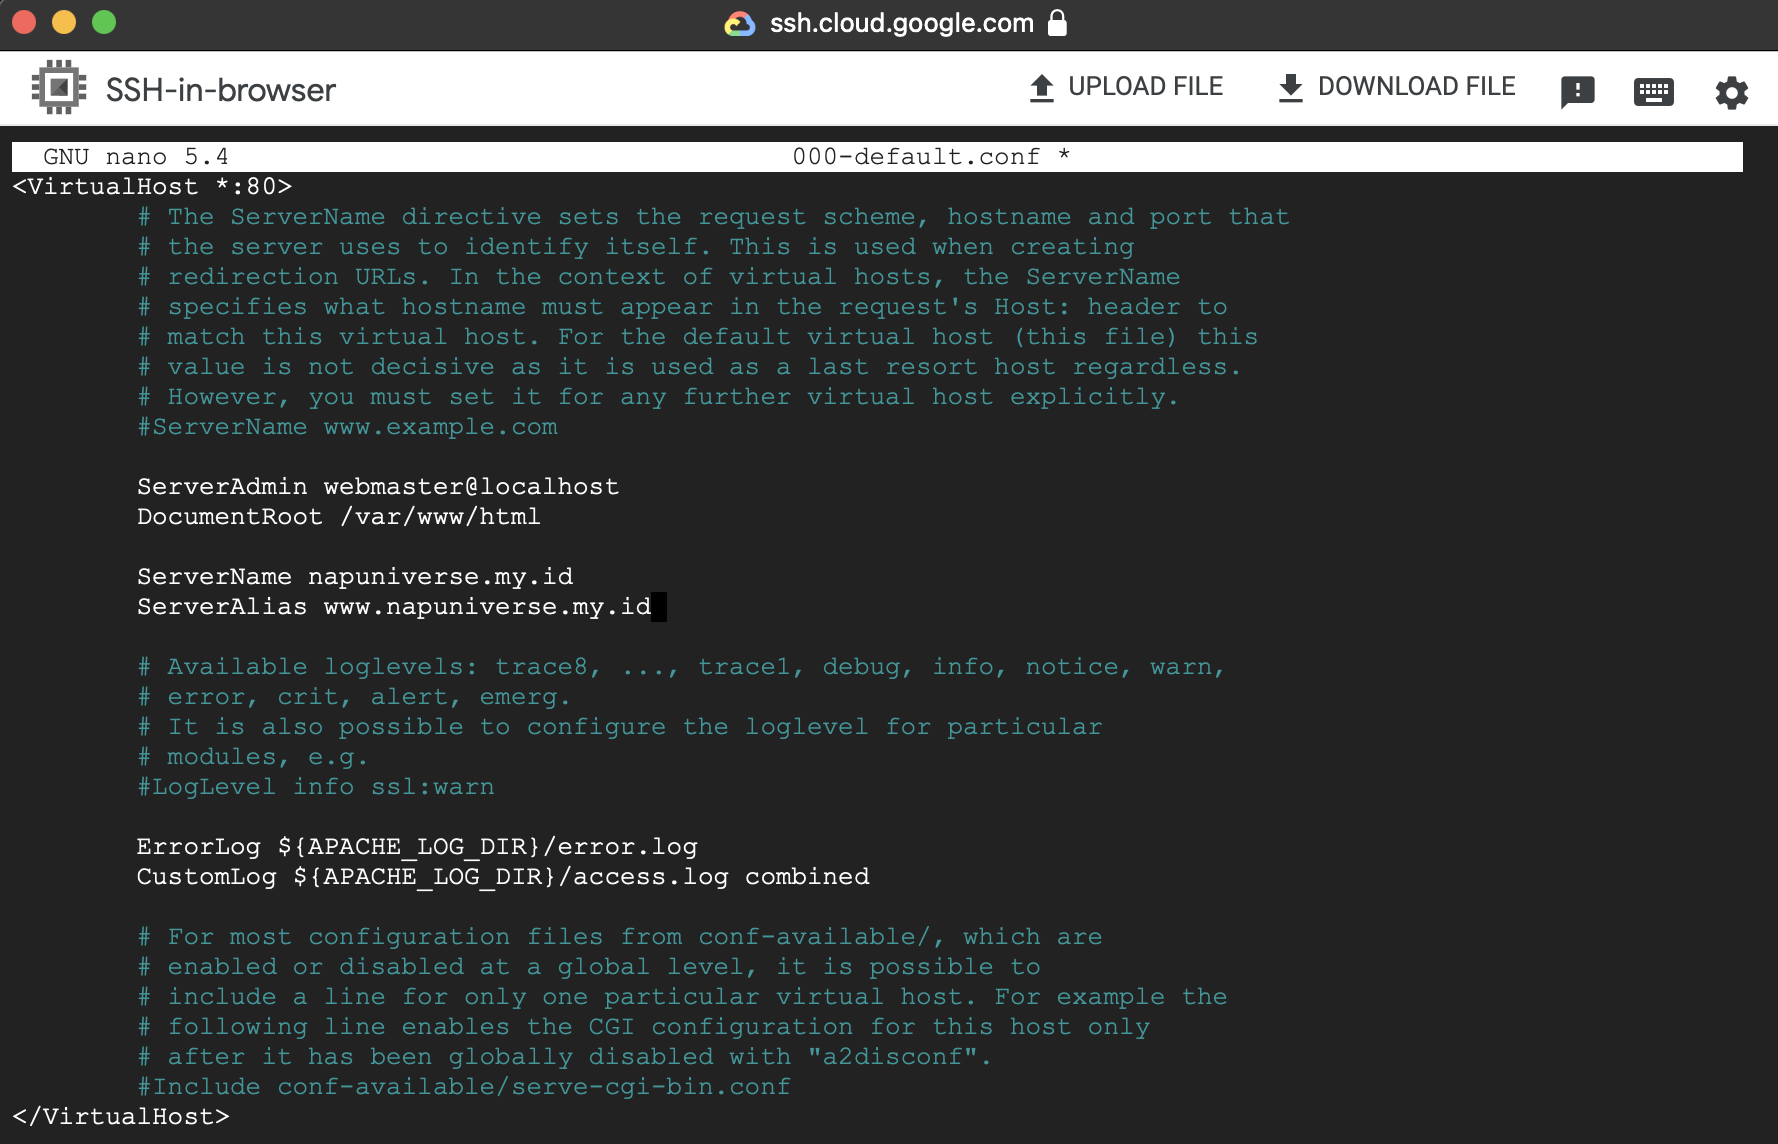 ssh.cloud.google.com
SSH-in-browser UPLOAD FILE DOWNLOAD FILE
GNU nano 5.4 000-default.conf *
<VirtualHost *:80>
# The ServerName directive sets the request scheme, hostname and port that
# the server uses to identify itself. This is used when creating
# redirection URLs. In the context of virtual hosts, the ServerName
# specifies what hostname must appear in the request's Host: header to
# match this virtual host. For the default virtual host (this file) this
# value is not decisive as it is used as a last resort host regardless.
# However, you must set it for any further virtual host explicitly.
#ServerName www.example.com
ServerAdmin webmaster@localhost
DocumentRoot /var/www/html
ServerName napuniverse.my.id
ServerAlias www.napuniverse.my.id
# Available loglevels: trace8, ..., trace1, debug, info, notice, warn,
# error, crit, alert, emerg.
# It is also possible to configure the loglevel for particular
# modules, e.g.
#LogLevel info ssl:warn
ErrorLog ${APACHE_LOG_DIR}/error.log
CustomLog ${APACHE_LOG_DIR}/access.log combined
# For most configuration files from conf-available/, which are
# enabled or disabled at a global level, it is possible to
# include a line for only one particular virtual host. For example the
# following line enables the CGI configuration for this host only
# after it has been globally disabled with "a2disconf".
#Include conf-available/serve-cgi-bin.conf
</VirtualHost>